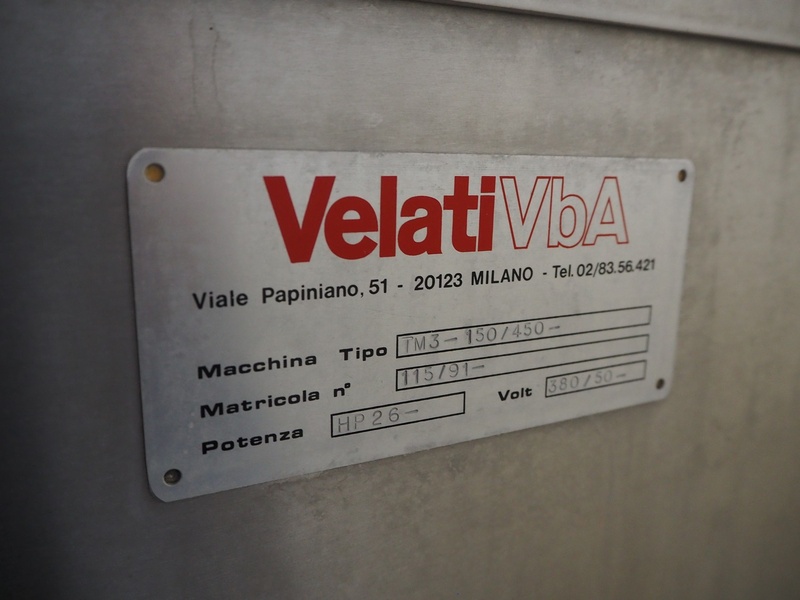 VelatiVbA
Viale Papiniano, 51 - 20123 MILANO - Tel. 02/83.56.421
Macchina Tipo TM3-150/450-
Matricola n° 115/91-
Potenza HP26- Volt 380/50-